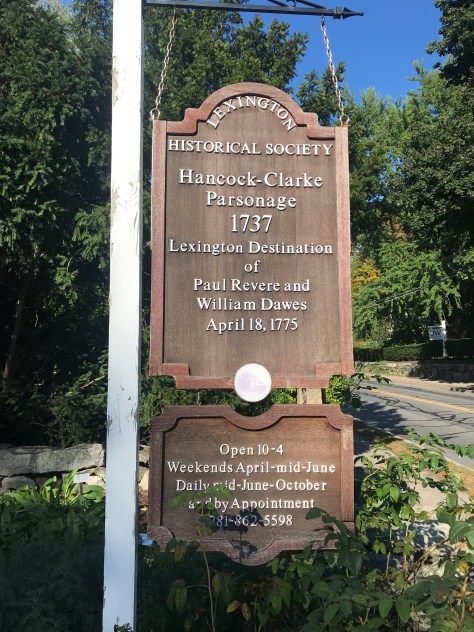 LEXINGTON
HISTORICAL SOCIETY
Hancock-Clarke
Parsonage
1737
Lexington Destination
of
Paul Revere and
William Dawes
April 18, 1775
Open 10-4
Weekends April-mid-June
Daily mid-June-October
and by Appointment
781-862-5598